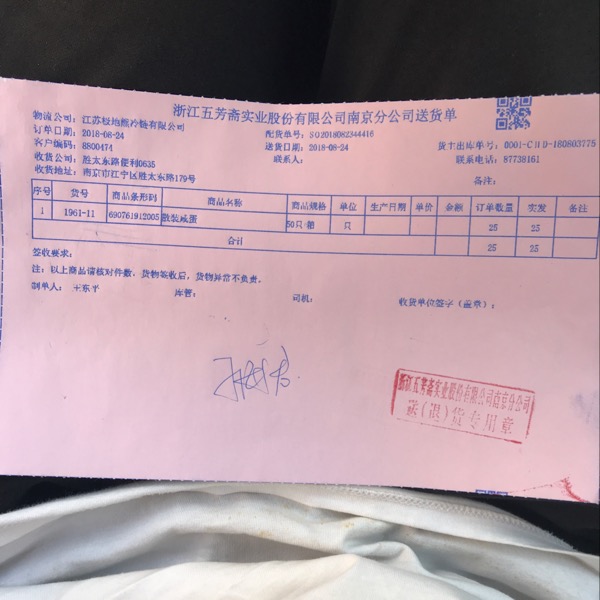 浙江五芳斋实业股份有限公司南京分公司送货单
物流公司：江苏极地熊冷链有限公司 配货单号：SO2018082344416 货主出库单号：0001-CHD-180803775
订单日期：2018-08-24 送货日期：2018-08-24 联系电话：87738161
客户编码：8800474 联系人：
收货公司：胜太东路便利0635 备注：
收货地址：南京市江宁区胜太东路179号
序号 货号 商品条形码 商品名称 商品规格 单位 生产日期 单价 金额 订单数量 实发 备注
1 1961-11 690761912005 散装咸蛋 50只/箱 只 25 25
合计 25 25
签收要求：
注：以上商品请核对件数，货物签收后，货物异常不负责。
制单人：王东平 库管： 司机： 收货单位签字（盖章）：
浙江五芳斋实业股份有限公司南京分公司
送(退)货专用章